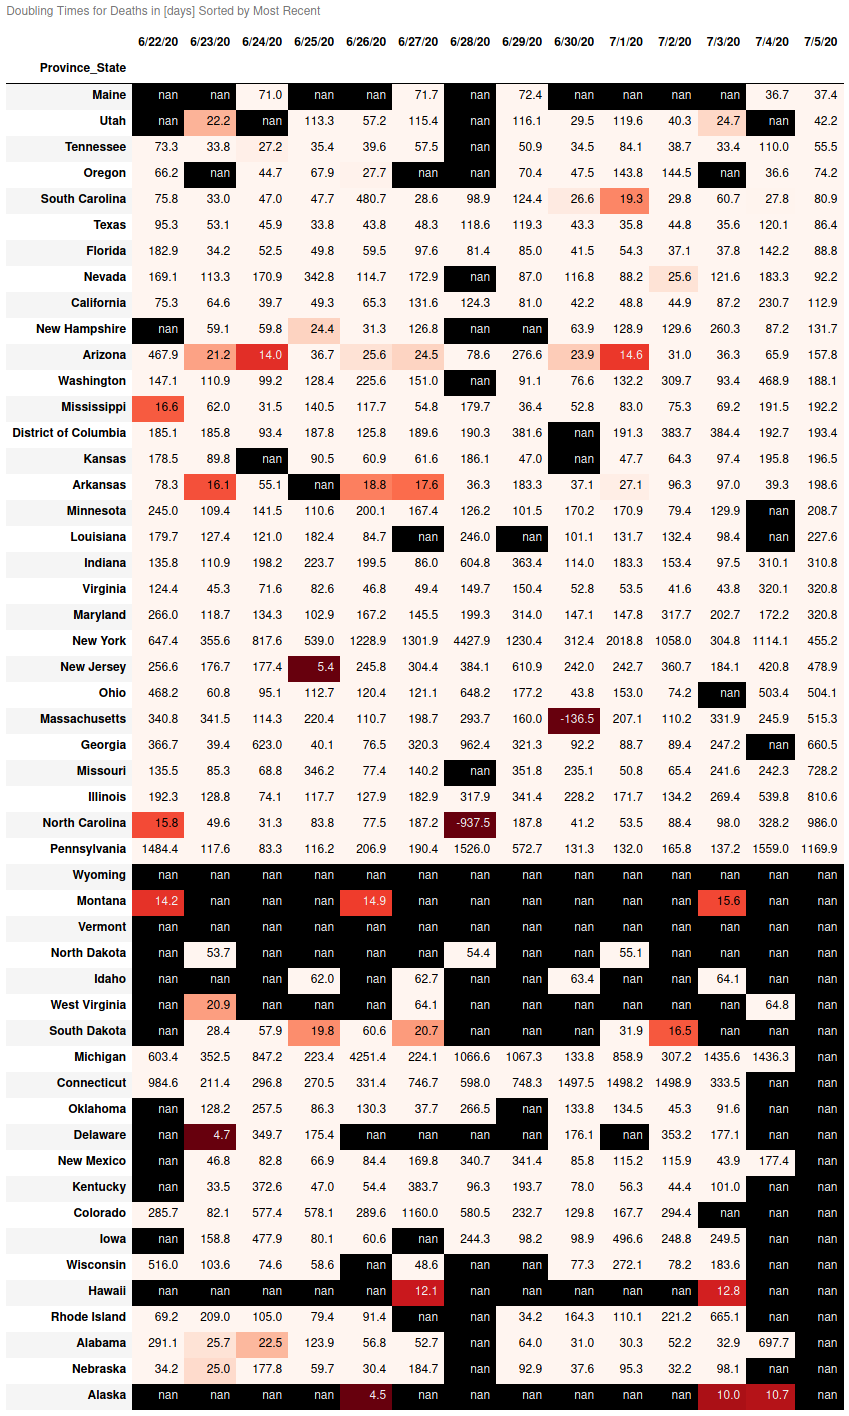 Doubling Times for Deaths in [days] Sorted by Most Recent
6/22/20 6/23/20 6/24/20 6/25/20 6/26/20 6/27/20 6/28/20 6/29/20 6/30/20 7/1/20 7/2/20 7/3/20 7/4/20 7/5/20
Province_State
Maine nan nan 71.0 nan nan 71.7 nan 72.4 nan nan nan nan 36.7 37.4
Utah nan 22.2 nan 113.3 57.2 115.4 nan 116.1 29.5 119.6 40.3 24.7 nan 42.2
Tennessee 73.3 33.8 27.2 35.4 39.6 57.5 nan 50.9 34.5 84.1 38.7 33.4 110.0 55.5
Oregon 66.2 nan 44.7 67.9 27.7 nan nan 70.4 47.5 143.8 144.5 nan 36.6 74.2
South Carolina 75.8 33.0 47.0 47.7 480.7 28.6 98.9 124.4 26.6 19.3 29.8 60.7 27.8 80.9
Texas 95.3 53.1 45.9 33.8 43.8 48.3 118.6 119.3 43.3 35.8 44.8 35.6 120.1 86.4
Florida 182.9 34.2 52.5 49.8 59.5 97.6 81.4 85.0 41.5 54.3 37.1 37.8 142.2 88.8
Nevada 169.1 113.3 170.9 342.8 114.7 172.9 nan 87.0 116.8 88.2 25.6 121.6 183.3 92.2
California 75.3 64.6 39.7 49.3 65.3 131.6 124.3 81.0 42.2 48.8 44.9 87.2 230.7 112.9
New Hampshire nan 59.1 59.8 24.4 31.3 126.8 nan nan 63.9 128.9 129.6 260.3 87.2 131.7
Arizona 467.9 21.2 14.0 36.7 25.6 24.5 78.6 276.6 23.9 14.6 31.0 36.3 65.9 157.8
Washington 147.1 110.9 99.2 128.4 225.6 151.0 nan 91.1 76.6 132.2 309.7 93.4 468.9 188.1
Mississippi 16.6 62.0 31.5 140.5 117.7 54.8 179.7 36.4 52.8 83.0 75.3 69.2 191.5 192.2
District of Columbia 185.1 185.8 93.4 187.8 125.8 189.6 190.3 381.6 nan 191.3 383.7 384.4 192.7 193.4
Kansas 178.5 89.8 nan 90.5 60.9 61.6 186.1 47.0 nan 47.7 64.3 97.4 195.8 196.5
Arkansas 78.3 16.1 55.1 nan 18.8 17.6 36.3 183.3 37.1 27.1 96.3 97.0 39.3 198.6
Minnesota 245.0 109.4 141.5 110.6 200.1 167.4 126.2 101.5 170.2 170.9 79.4 129.9 nan 208.7
Louisiana 179.7 127.4 121.0 182.4 84.7 nan 246.0 nan 101.1 131.7 132.4 98.4 nan 227.6
Indiana 135.8 110.9 198.2 223.7 199.5 86.0 604.8 363.4 114.0 183.3 153.4 97.5 310.1 310.8
Virginia 124.4 45.3 71.6 82.6 46.8 49.4 149.7 150.4 52.8 53.5 41.6 43.8 320.1 320.8
Maryland 266.0 118.7 134.3 102.9 167.2 145.5 199.3 314.0 147.1 147.8 317.7 202.7 172.2 320.8
New York 647.4 355.6 817.6 539.0 1228.9 1301.9 4427.9 1230.4 312.4 2018.8 1058.0 304.8 1114.1 455.2
New Jersey 256.6 176.7 177.4 5.4 245.8 304.4 384.1 610.9 242.0 242.7 360.7 184.1 420.8 478.9
Ohio 468.2 60.8 95.1 112.7 120.4 121.1 648.2 177.2 43.8 153.0 74.2 nan 503.4 504.1
Massachusetts 340.8 341.5 114.3 220.4 110.7 198.7 293.7 160.0 -136.5 207.1 110.2 331.9 245.9 515.3
Georgia 366.7 39.4 623.0 40.1 76.5 320.3 962.4 321.3 92.2 88.7 89.4 247.2 nan 660.5
Missouri 135.5 85.3 68.8 346.2 77.4 140.2 nan 351.8 235.1 50.8 65.4 241.6 242.3 728.2
Illinois 192.3 128.8 74.1 117.7 127.9 182.9 317.9 341.4 228.2 171.7 134.2 269.4 539.8 810.6
North Carolina 15.8 49.6 31.3 83.8 77.5 187.2 -937.5 187.8 41.2 53.5 88.4 98.0 328.2 986.0
Pennsylvania 1484.4 117.6 83.3 116.2 206.9 190.4 1526.0 572.7 131.3 132.0 165.8 137.2 1559.0 1169.9
Wyoming nan nan nan nan nan nan nan nan nan nan nan nan nan nan
Montana 14.2 nan nan nan 14.9 nan nan nan nan nan nan 15.6 nan nan
Vermont nan nan nan nan nan nan nan nan nan nan nan nan nan nan
North Dakota nan 53.7 nan nan nan nan 54.4 nan nan 55.1 nan nan nan nan
Idaho nan nan nan 62.0 nan 62.7 nan nan 63.4 nan nan 64.1 nan nan
West Virginia nan 20.9 nan nan nan 64.1 nan nan nan nan nan nan 64.8 nan
South Dakota nan 28.4 57.9 19.8 60.6 20.7 nan nan nan 31.9 16.5 nan nan nan
Michigan 603.4 352.5 847.2 223.4 4251.4 224.1 1066.6 1067.3 133.8 858.9 307.2 1435.6 1436.3 nan
Connecticut 984.6 211.4 296.8 270.5 331.4 746.7 598.0 748.3 1497.5 1498.2 1498.9 333.5 nan nan
Oklahoma nan 128.2 257.5 86.3 130.3 37.7 266.5 nan 133.8 134.5 45.3 91.6 nan nan
Delaware nan 4.7 349.7 175.4 nan nan nan nan 176.1 nan 353.2 177.1 nan nan
New Mexico nan 46.8 82.8 66.9 84.4 169.8 340.7 341.4 85.8 115.2 115.9 43.9 177.4 nan
Kentucky nan 33.5 372.6 47.0 54.4 383.7 96.3 193.7 78.0 56.3 44.4 101.0 nan nan
Colorado 285.7 82.1 577.4 578.1 289.6 1160.0 580.5 232.7 129.8 167.7 294.4 nan nan nan
Iowa nan 158.8 477.9 80.1 60.6 nan 244.3 98.2 98.9 496.6 248.8 249.5 nan nan
Wisconsin 516.0 103.6 74.6 58.6 nan 48.6 nan nan 77.3 272.1 78.2 183.6 nan nan
Hawaii nan nan nan nan nan 12.1 nan nan nan nan nan 12.8 nan nan
Rhode Island 69.2 209.0 105.0 79.4 91.4 nan nan 34.2 164.3 110.1 221.2 665.1 nan nan
Alabama 291.1 25.7 22.5 123.9 56.8 52.7 nan 64.0 31.0 30.3 52.2 32.9 697.7 nan
Nebraska 34.2 25.0 177.8 59.7 30.4 184.7 nan 92.9 37.6 95.3 32.2 98.1 nan nan
Alaska nan nan nan nan 4.5 nan nan nan nan nan nan 10.0 10.7 nan